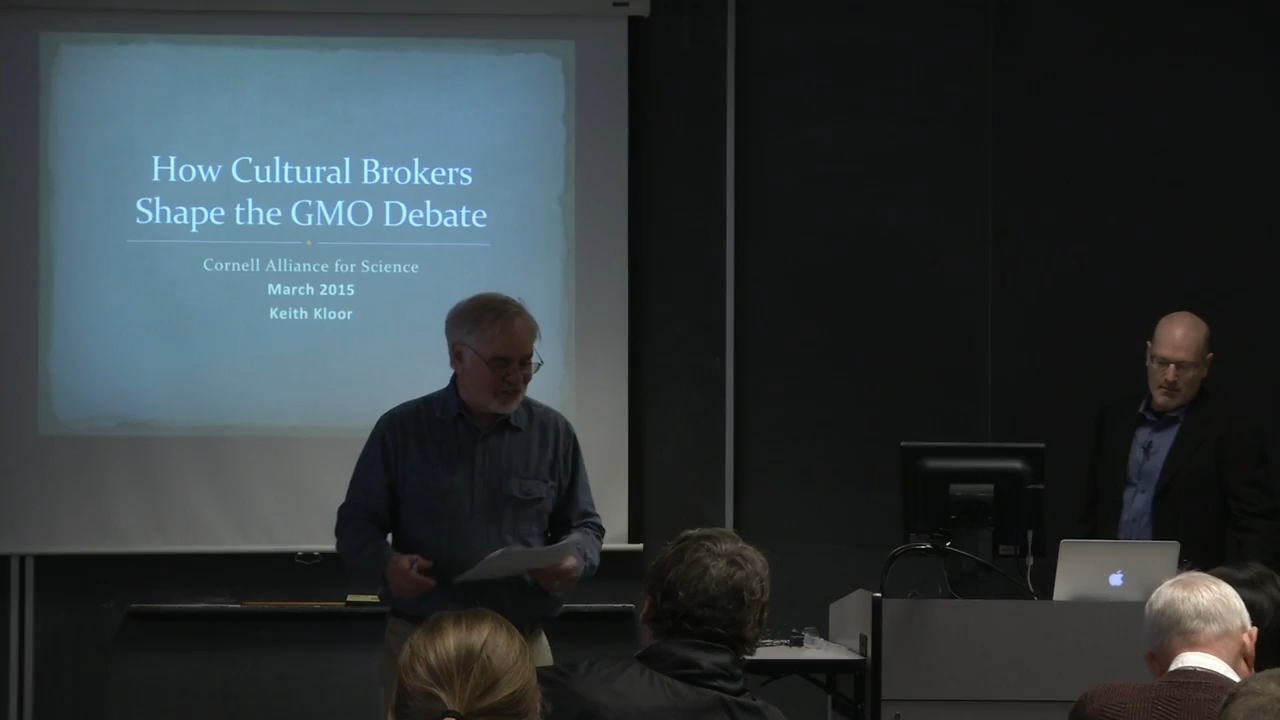 How Cultural Brokers
Shape the GMO Debate
Cornell Alliance for Science
March 2015
Keith Kloor